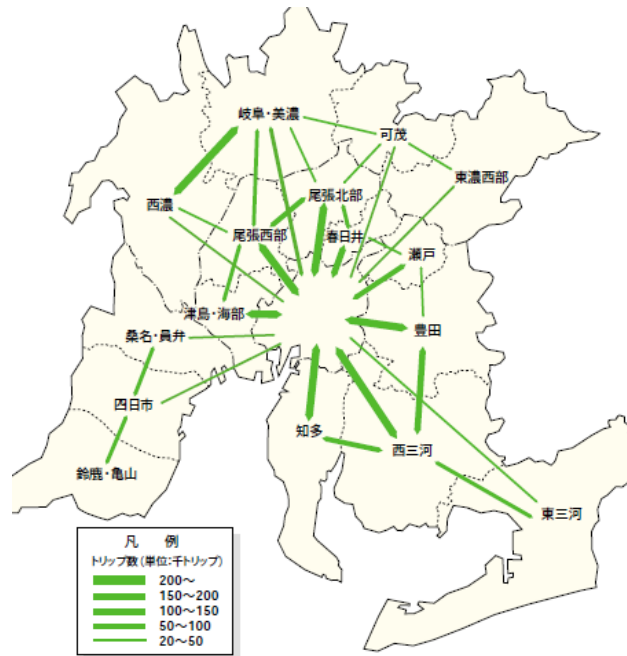 岐阜・美濃
可茂
東濃西部
西濃
尾張北部
尾張西部
春日井
瀬戸
津島・海部
桑名・員弁
豊田
四日市
知多
西三河
鈴鹿・亀山
東三河
凡 例
トリップ数(単位:千トリップ)
200〜
150〜200
100〜150
50〜100
20〜50